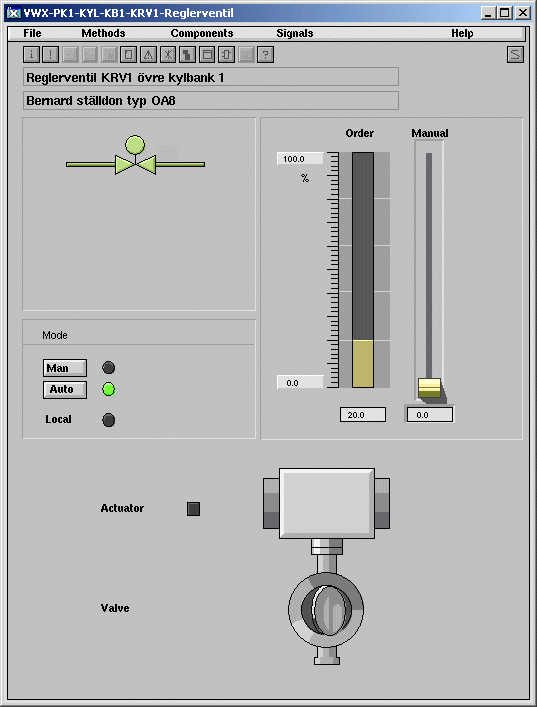 VWX-PK1-KYL-KB1-KRV1-Reglerventil
File Methods Components Signals Help
Reglerventil KRV1 övre kylbank 1
Bernard ställdon typ OA8
Order Manual
100.0
%
0.0
20.0 0.0
Mode
Man
Auto
Local
Actuator
Valve